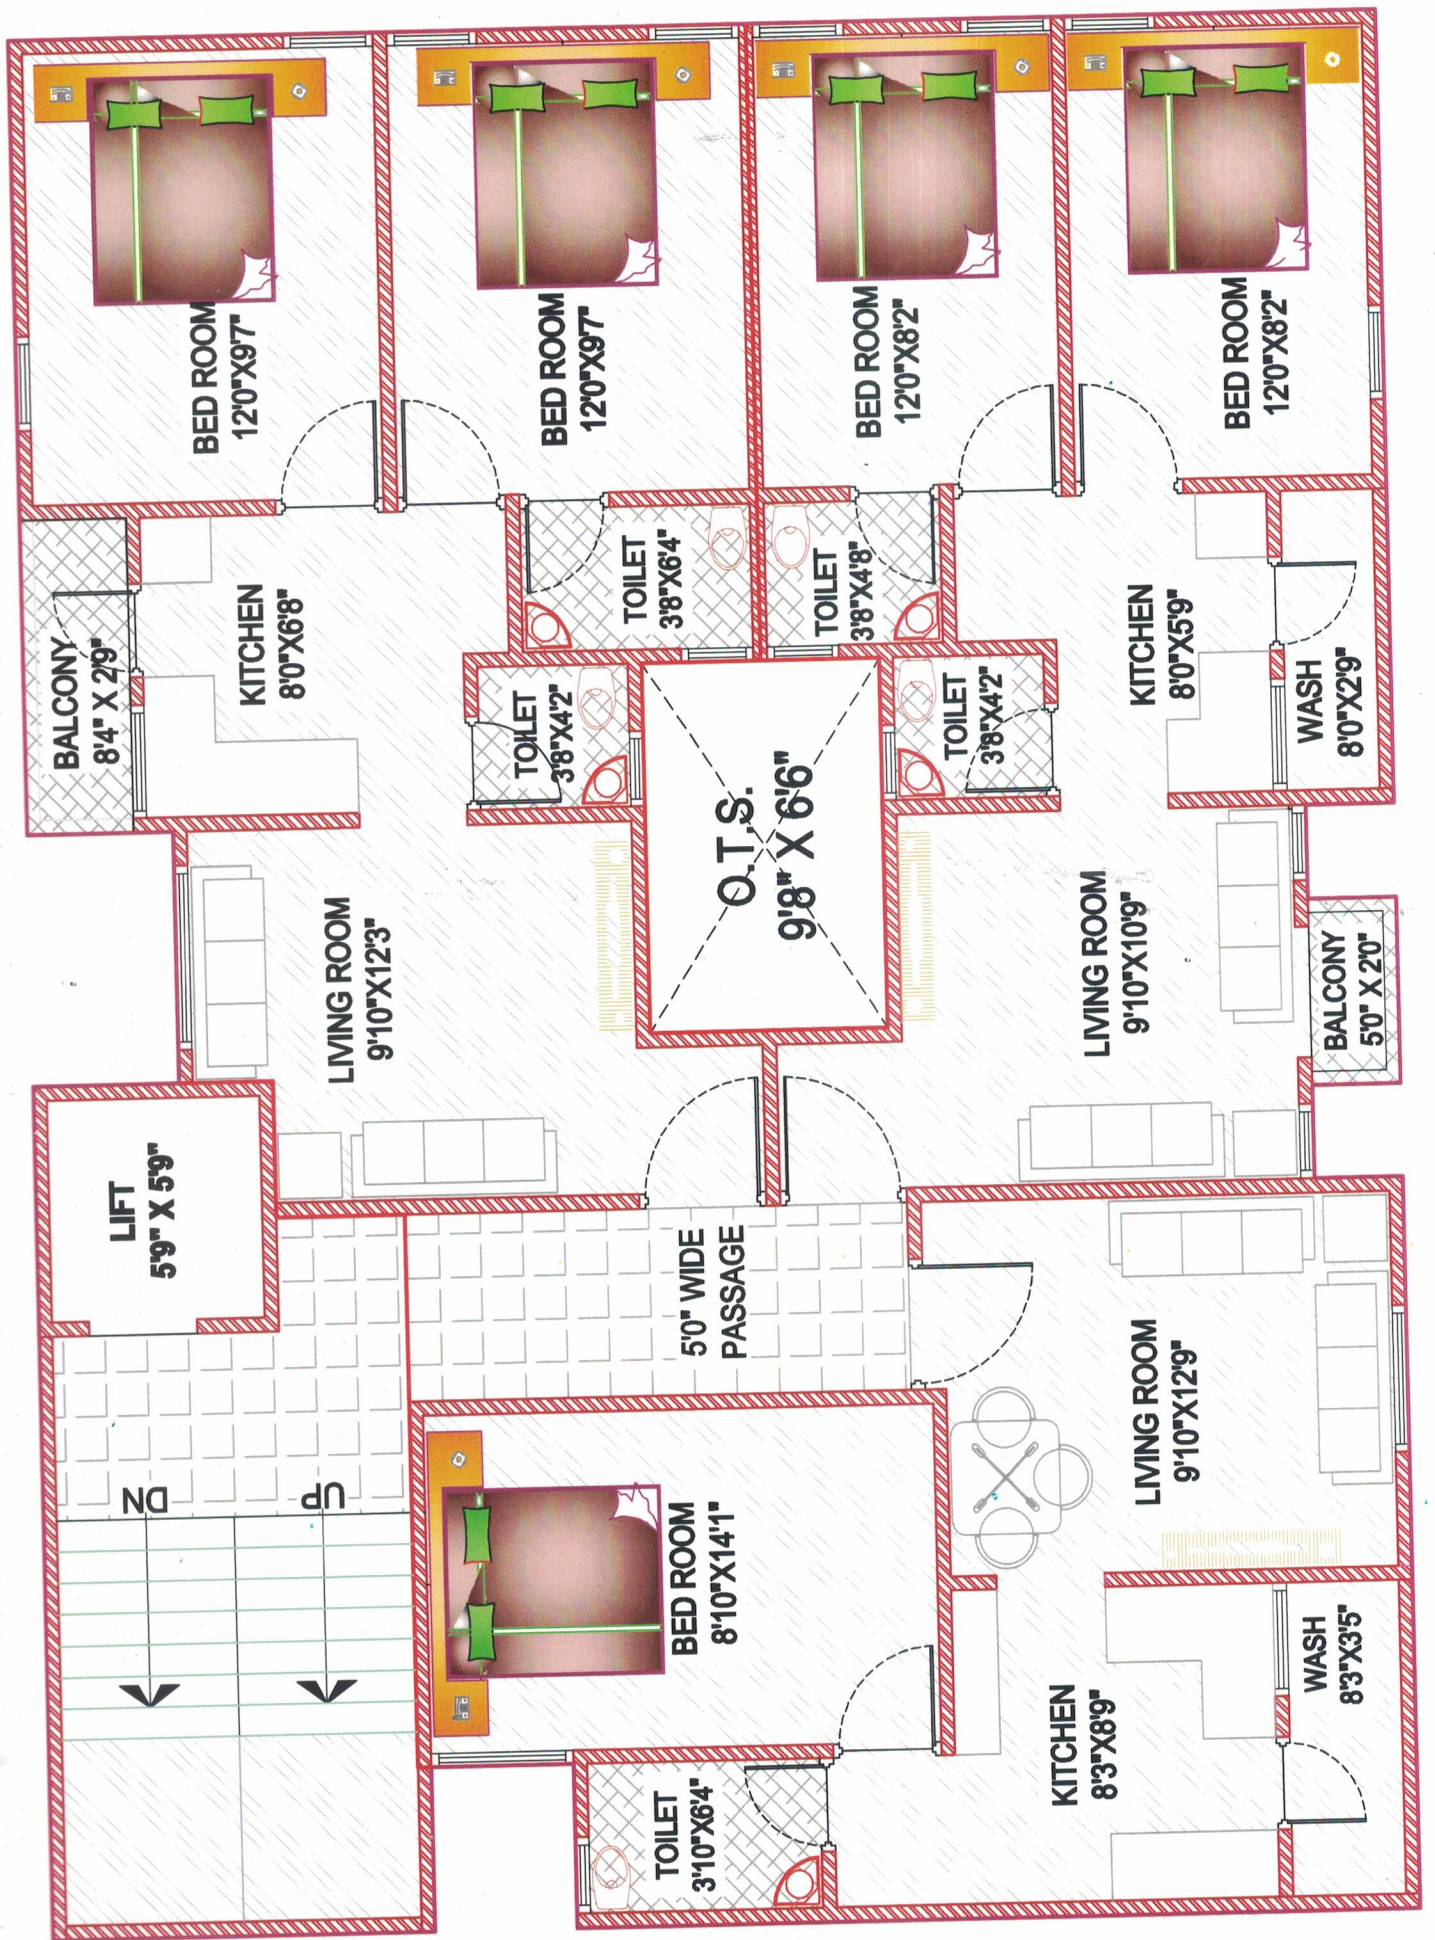 BED ROOM
12'0"X9'7"
BED ROOM
12'0"X9'7"
BED ROOM
12'0"X8'2"
BED ROOM
12'0"X8'2"
BALCONY
8'4" X 2'9"
KITCHEN
8'0"X6'8"
TOILET
3'8"X6'4"
TOILET
3'8"X4'8"
KITCHEN
8'0"X5'9"
WASH
8'0"X2'9"
TOILET
3'8"X4'2"
TOILET
3'8"X4'2"
O.T.S.
9'8" X 6'6"
LIVING ROOM
9'10"X12'3"
LIVING ROOM
9'10"X10'9"
BALCONY
5'0" X 2'0"
LIFT
5'9" X 5'9"
5'0" WIDE
PASSAGE
LIVING ROOM
9'10"X12'9"
DN
UP
BED ROOM
8'10"X14'1"
KITCHEN
8'3"X8'9"
WASH
8'3"X3'5"
TOILET
3'10"X6'4"